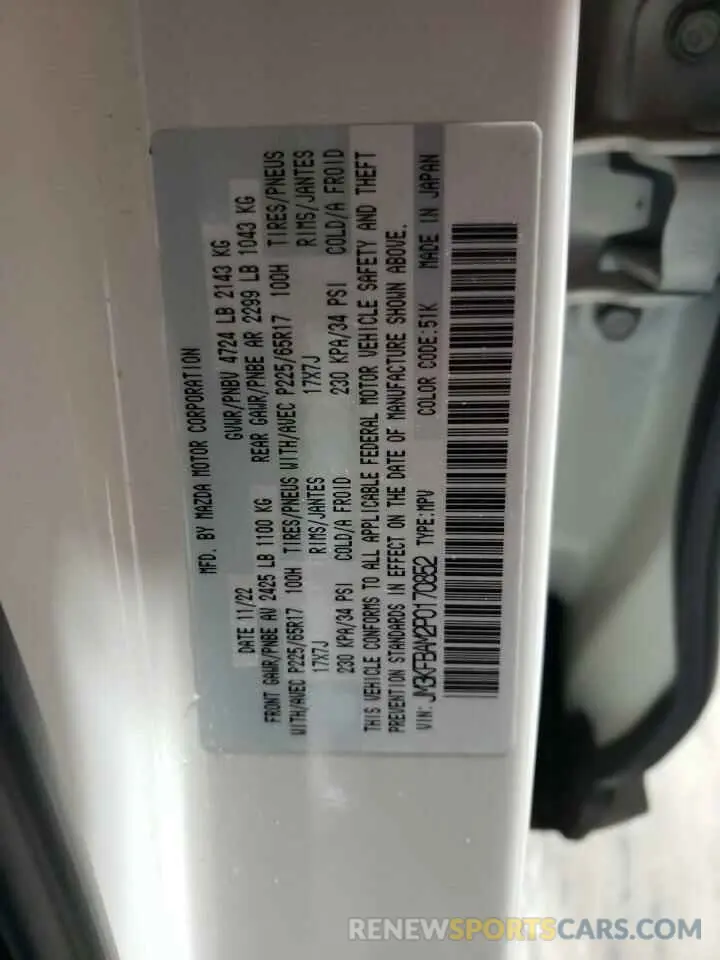 MFD. BY MAZDA MOTOR CORPORATION
DATE 11/22 GVWR/PNBV 4724 LB 2143 KG
FRONT GAWR/PNBE AV 2425 LB 1100 KG REAR GAWR/PNBE AR 2299 LB 1043 KG
WITH/AVEC P225/65R17 100H TIRES/PNEUS WITH/AVEC P225/65R17 100H TIRES/PNEUS
17X7J RIMS/JANTES 17X7J RIMS/JANTES
230 KPA/34 PSI COLD/A FROID 230 KPA/34 PSI COLD/A FROID
THIS VEHICLE CONFORMS TO ALL APPLICABLE FEDERAL MOTOR VEHICLE SAFETY AND THEFT
PREVENTION STANDARDS IN EFFECT ON THE DATE OF MANUFACTURE SHOWN ABOVE.
VIN: JM3KFBAM2P0170852 TYPE:MPV COLOR CODE:51K MADE IN JAPAN
RENEWSPORTSCARS.COM